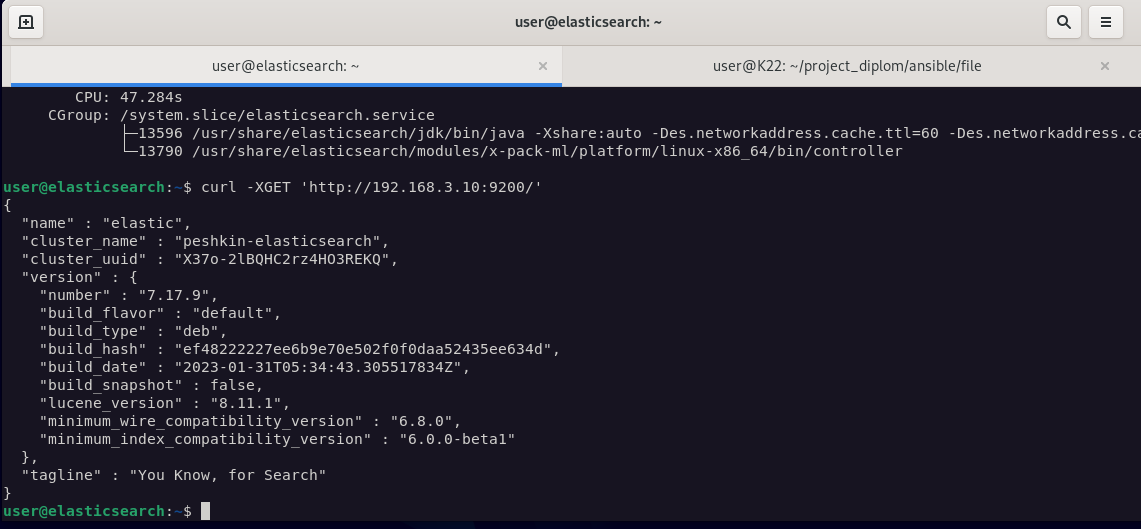 user@elasticsearch: ~
user@elasticsearch: ~
user@K22: ~/project_diplom/ansible/file
CPU: 47.284s
CGroup: /system.slice/elasticsearch.service
├─13596 /usr/share/elasticsearch/jdk/bin/java -Xshare:auto -Des.networkaddress.cache.ttl=60 -Des.networkaddress.ca
└─13790 /usr/share/elasticsearch/modules/x-pack-ml/platform/linux-x86_64/bin/controller
user@elasticsearch:~$ curl -XGET 'http://192.168.3.10:9200/'
{
  "name" : "elastic",
  "cluster_name" : "peshkin-elasticsearch",
  "cluster_uuid" : "X37o-2lBQHC2rz4HO3REKQ",
  "version" : {
    "number" : "7.17.9",
    "build_flavor" : "default",
    "build_type" : "deb",
    "build_hash" : "ef48222227ee6b9e70e502f0f0daa52435ee634d",
    "build_date" : "2023-01-31T05:34:43.305517834Z",
    "build_snapshot" : false,
    "lucene_version" : "8.11.1",
    "minimum_wire_compatibility_version" : "6.8.0",
    "minimum_index_compatibility_version" : "6.0.0-beta1"
  },
  "tagline" : "You Know, for Search"
}
user@elasticsearch:~$